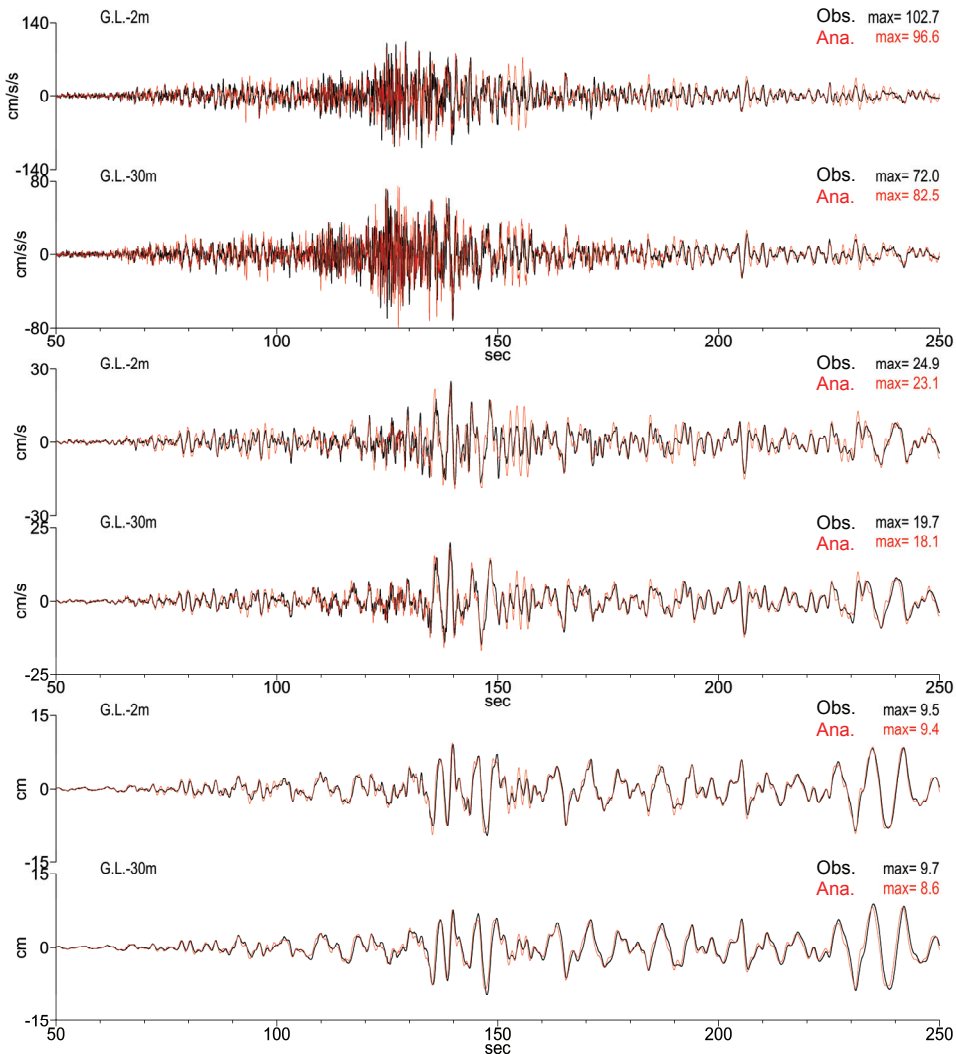 140
G.L.-2m
Obs. max= 102.7
Ana. max= 96.6
cm/s/s
0
-140
80
G.L.-30m
Obs. max= 72.0
Ana. max= 82.5
cm/s/s
0
-80
50 100 150 200 250
sec
30
G.L.-2m
Obs. max= 24.9
Ana. max= 23.1
cm/s
0
-30
25
G.L.-30m
Obs. max= 19.7
Ana. max= 18.1
cm/s
0
-25
50 100 150 200 250
sec
15
G.L.-2m
Obs. max= 9.5
Ana. max= 9.4
cm
0
-15
15
G.L.-30m
Obs. max= 9.7
Ana. max= 8.6
cm
0
-15
50 100 150 200 250
sec